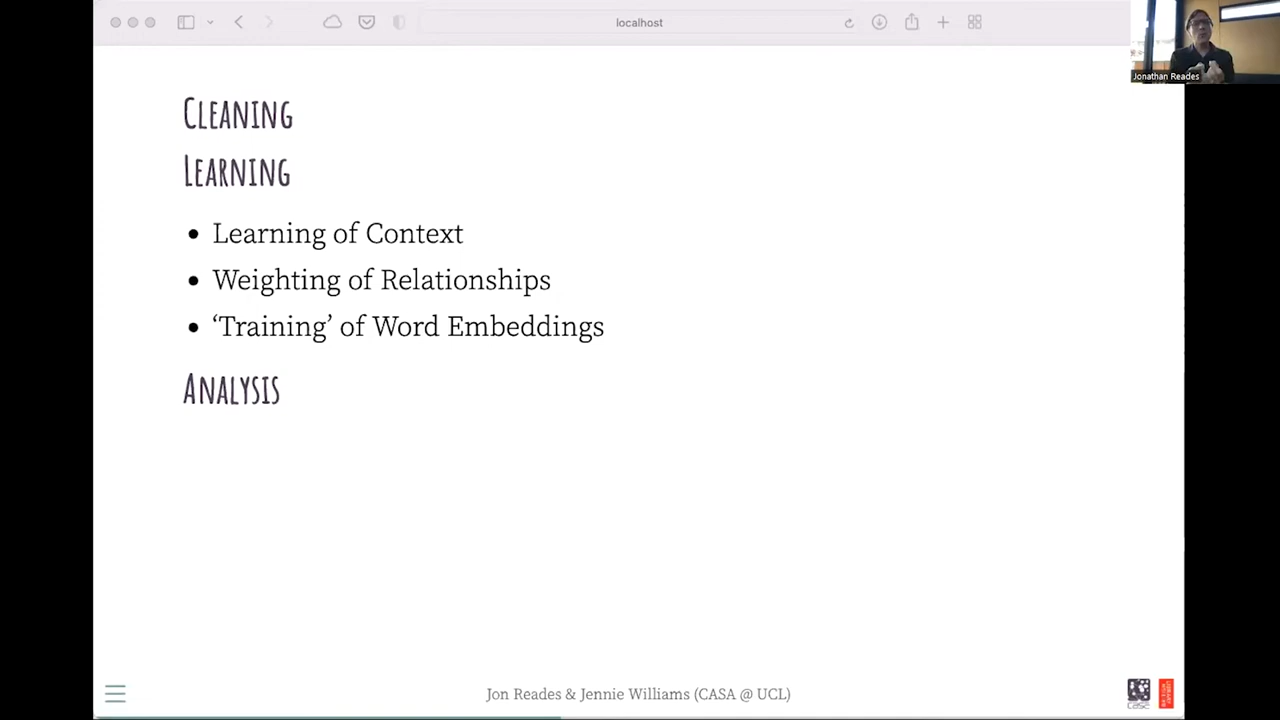 localhost
Jonathan Reades
CLEANING
LEARNING
• Learning of Context
• Weighting of Relationships
• ‘Training’ of Word Embeddings
ANALYSIS
Jon Reades & Jennie Williams (CASA @ UCL)